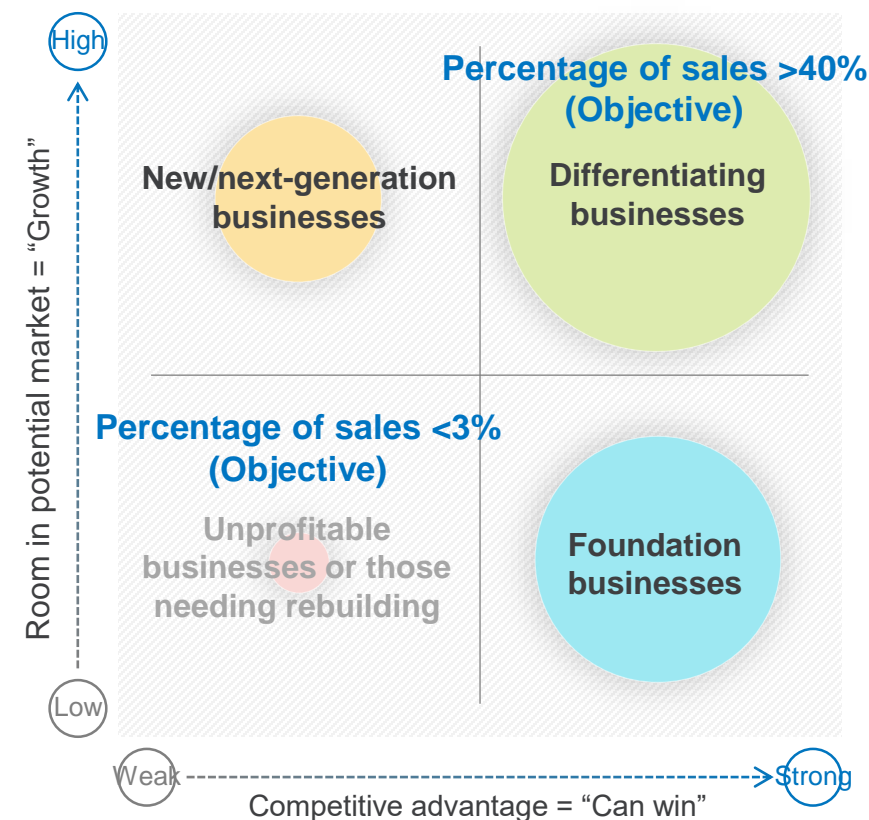 High
Percentage of sales >40%
(Objective)
New/next-generation
businesses
Differentiating
businesses
Room in potential market = “Growth”
Percentage of sales <3%
(Objective)
Unprofitable
businesses or those
needing rebuilding
Foundation
businesses
Low
Weak
Strong
Competitive advantage = “Can win”